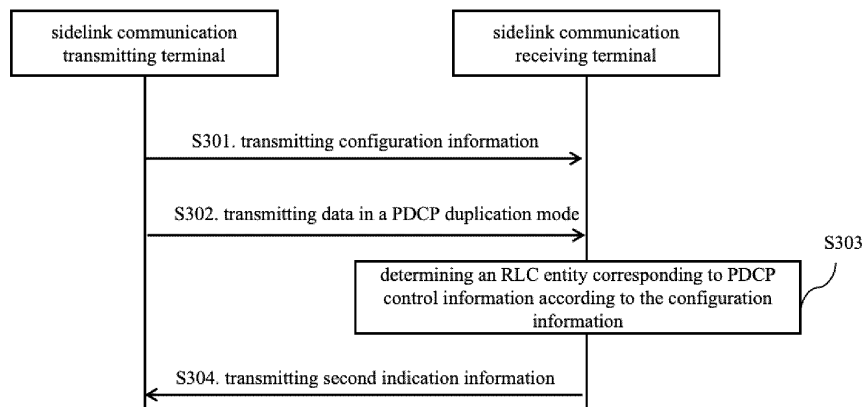 sidelink communication
transmitting terminal
sidelink communication
receiving terminal
S301. transmitting configuration information
S302. transmitting data in a PDCP duplication mode
S303
determining an RLC entity corresponding to PDCP
control information according to the configuration
information
S304. transmitting second indication information